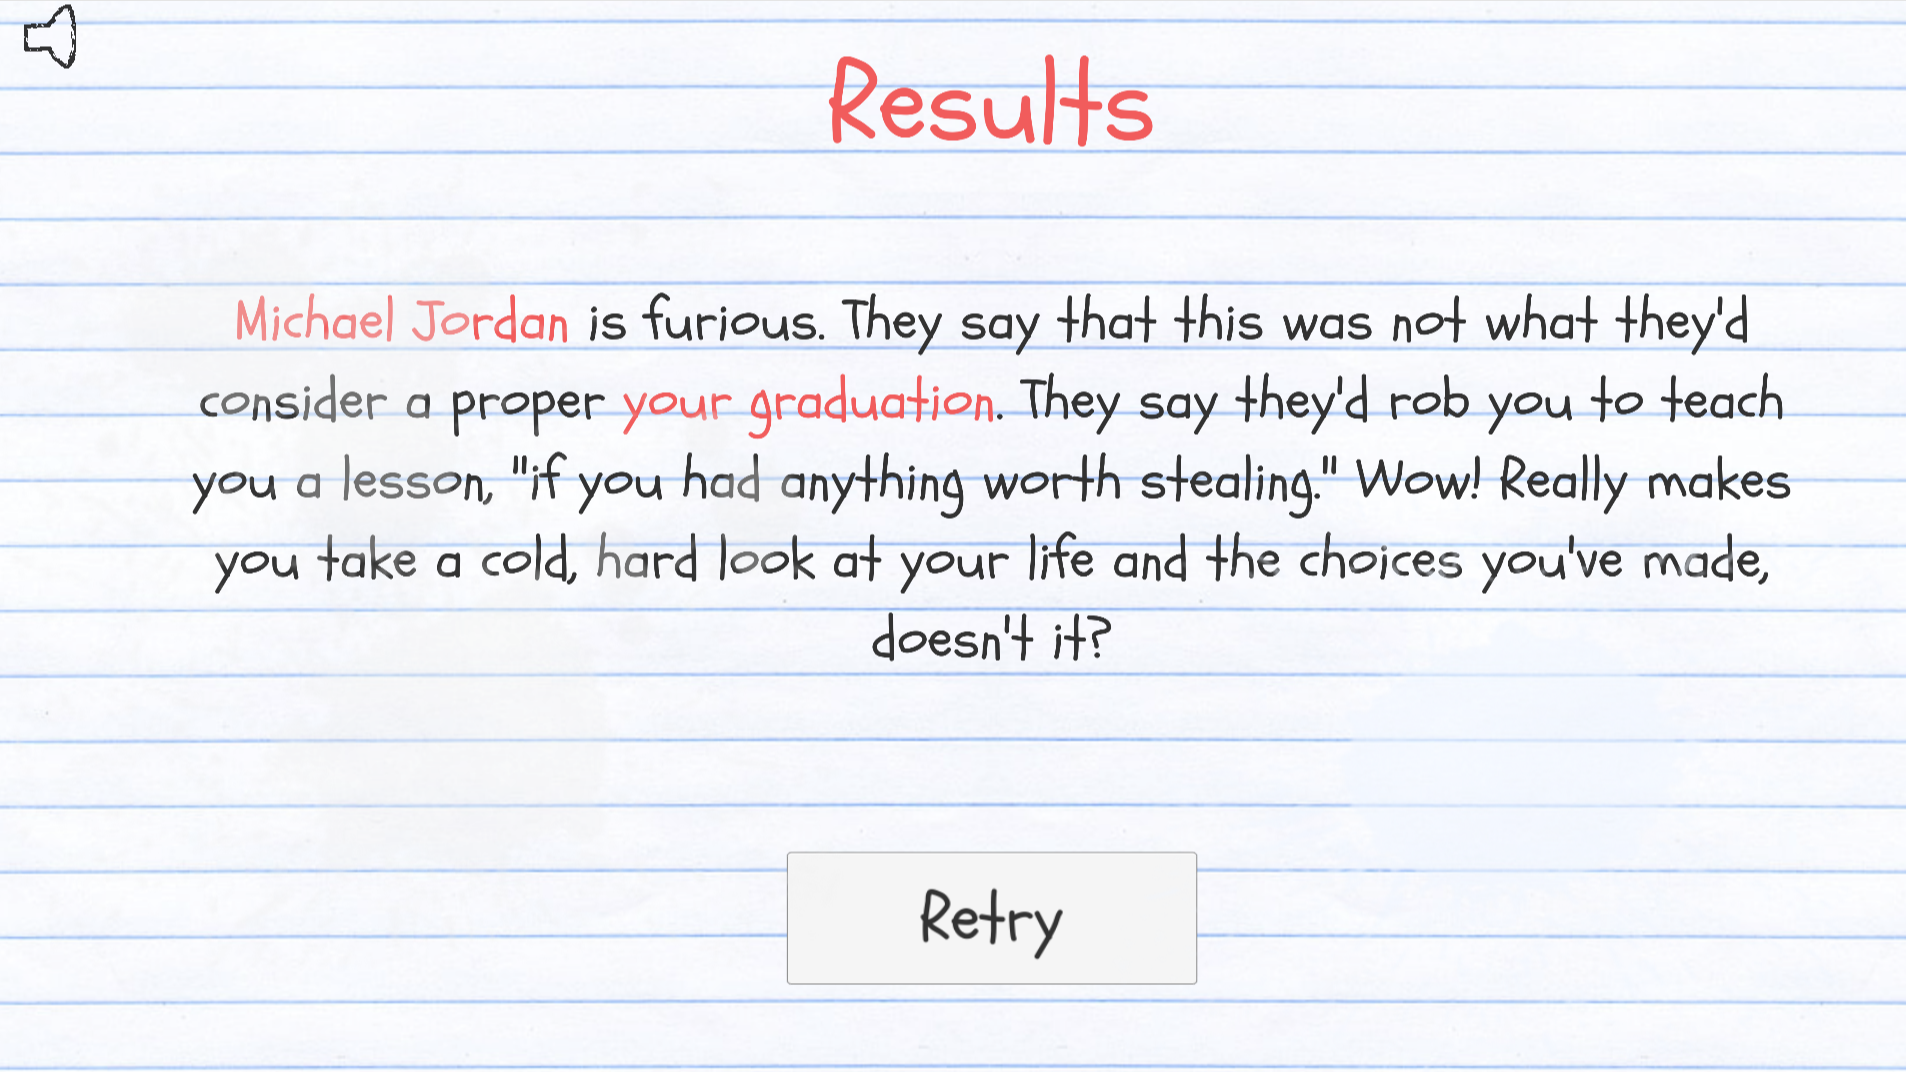 Results
Michael Jordan is furious. They say that this was not what they'd
consider a proper your graduation. They say they'd rob you to teach
you a lesson, "if you had anything worth stealing." Wow! Really makes
you take a cold, hard look at your life and the choices you've made,
doesn't it?
Retry